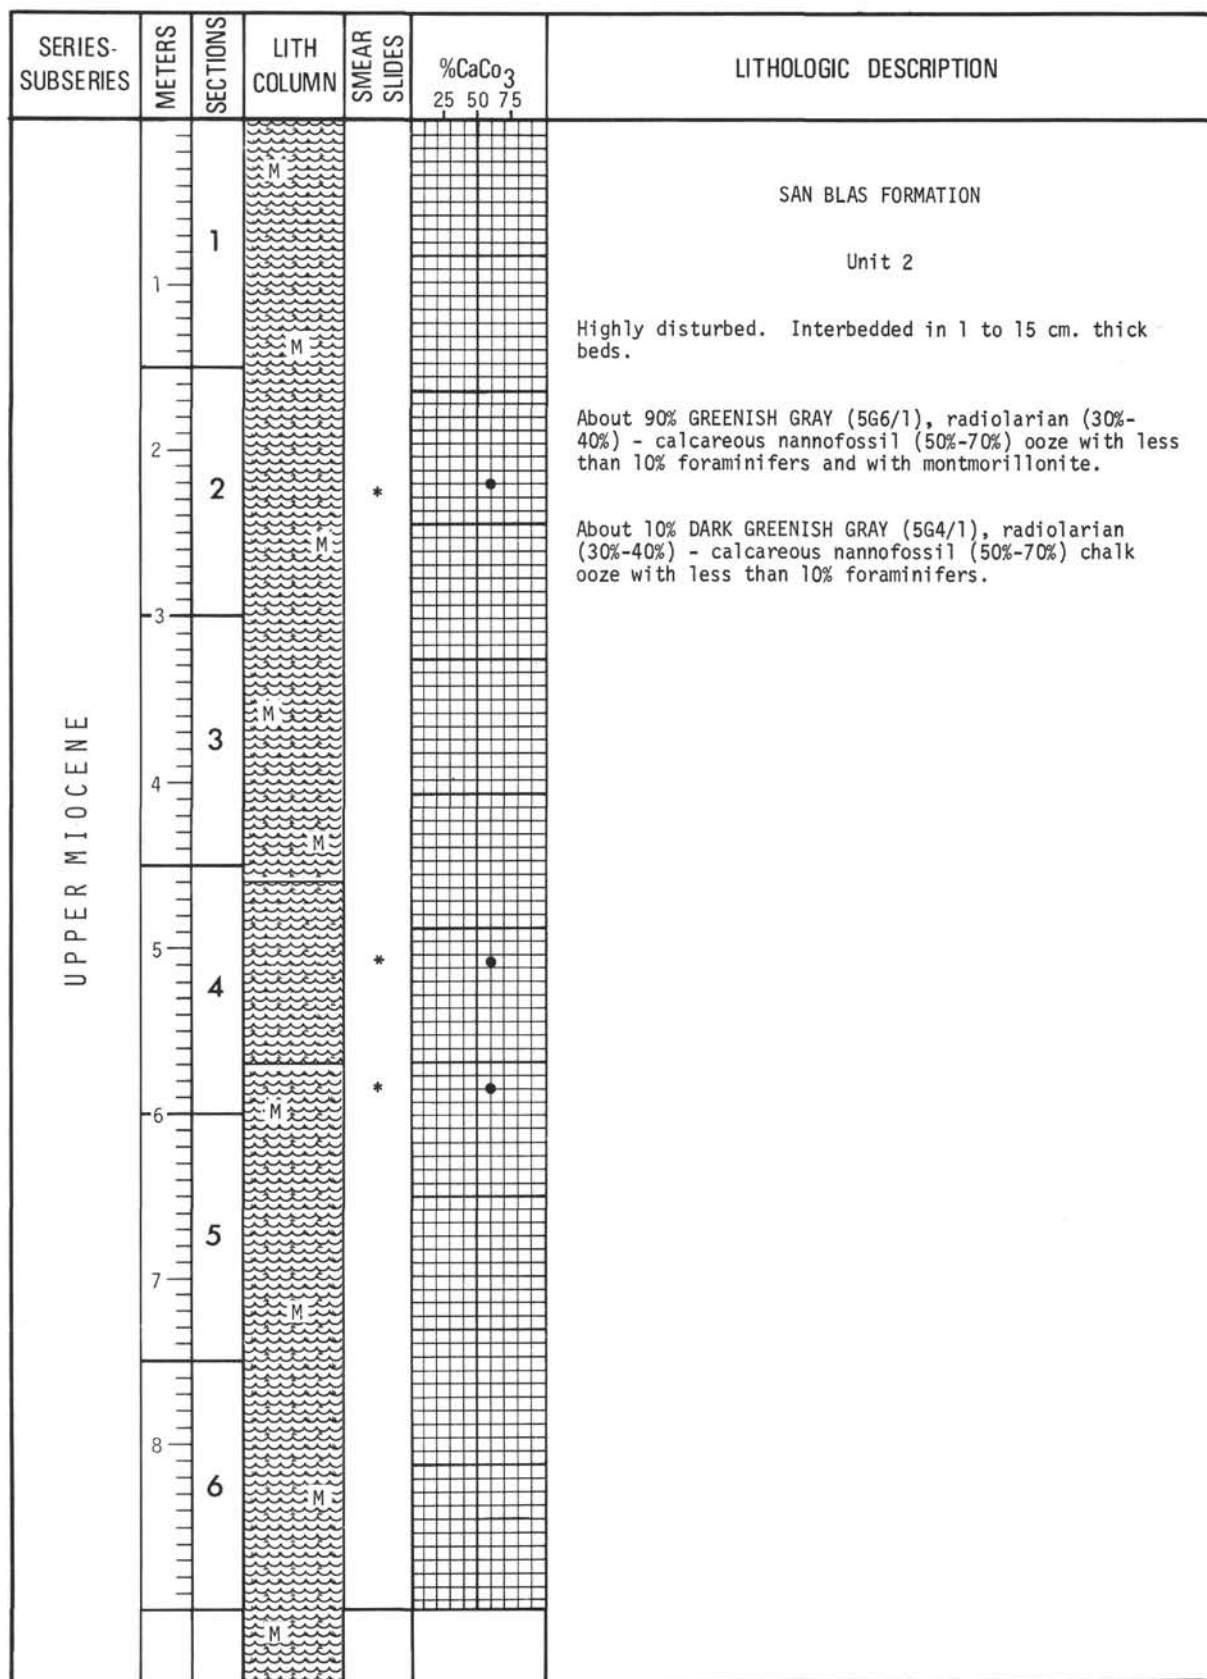 SERIES-
SUBSERIES
METERS
SECTIONS
LITH
COLUMN
SMEAR
SLIDES
%CaCo3
25 50 75
LITHOLOGIC DESCRIPTION
UPPER MIOCENE
M
1
1
M
SAN BLAS FORMATION
Unit 2
Highly disturbed. Interbedded in 1 to 15 cm. thick
beds.
About 90% GREENISH GRAY (5G6/1), radiolarian (30%-
40%) - calcareous nannofossil (50%-70%) ooze with less
than 10% foraminifers and with montmorillonite.
About 10% DARK GREENISH GRAY (5G4/1), radiolarian
(30%-40%) - calcareous nannofossil (50%-70%) chalk
ooze with less than 10% foraminifers.
2
2
*
M
3
M
3
4
M
5
*
4
*
6
M
5
7
M
8
6
M
M